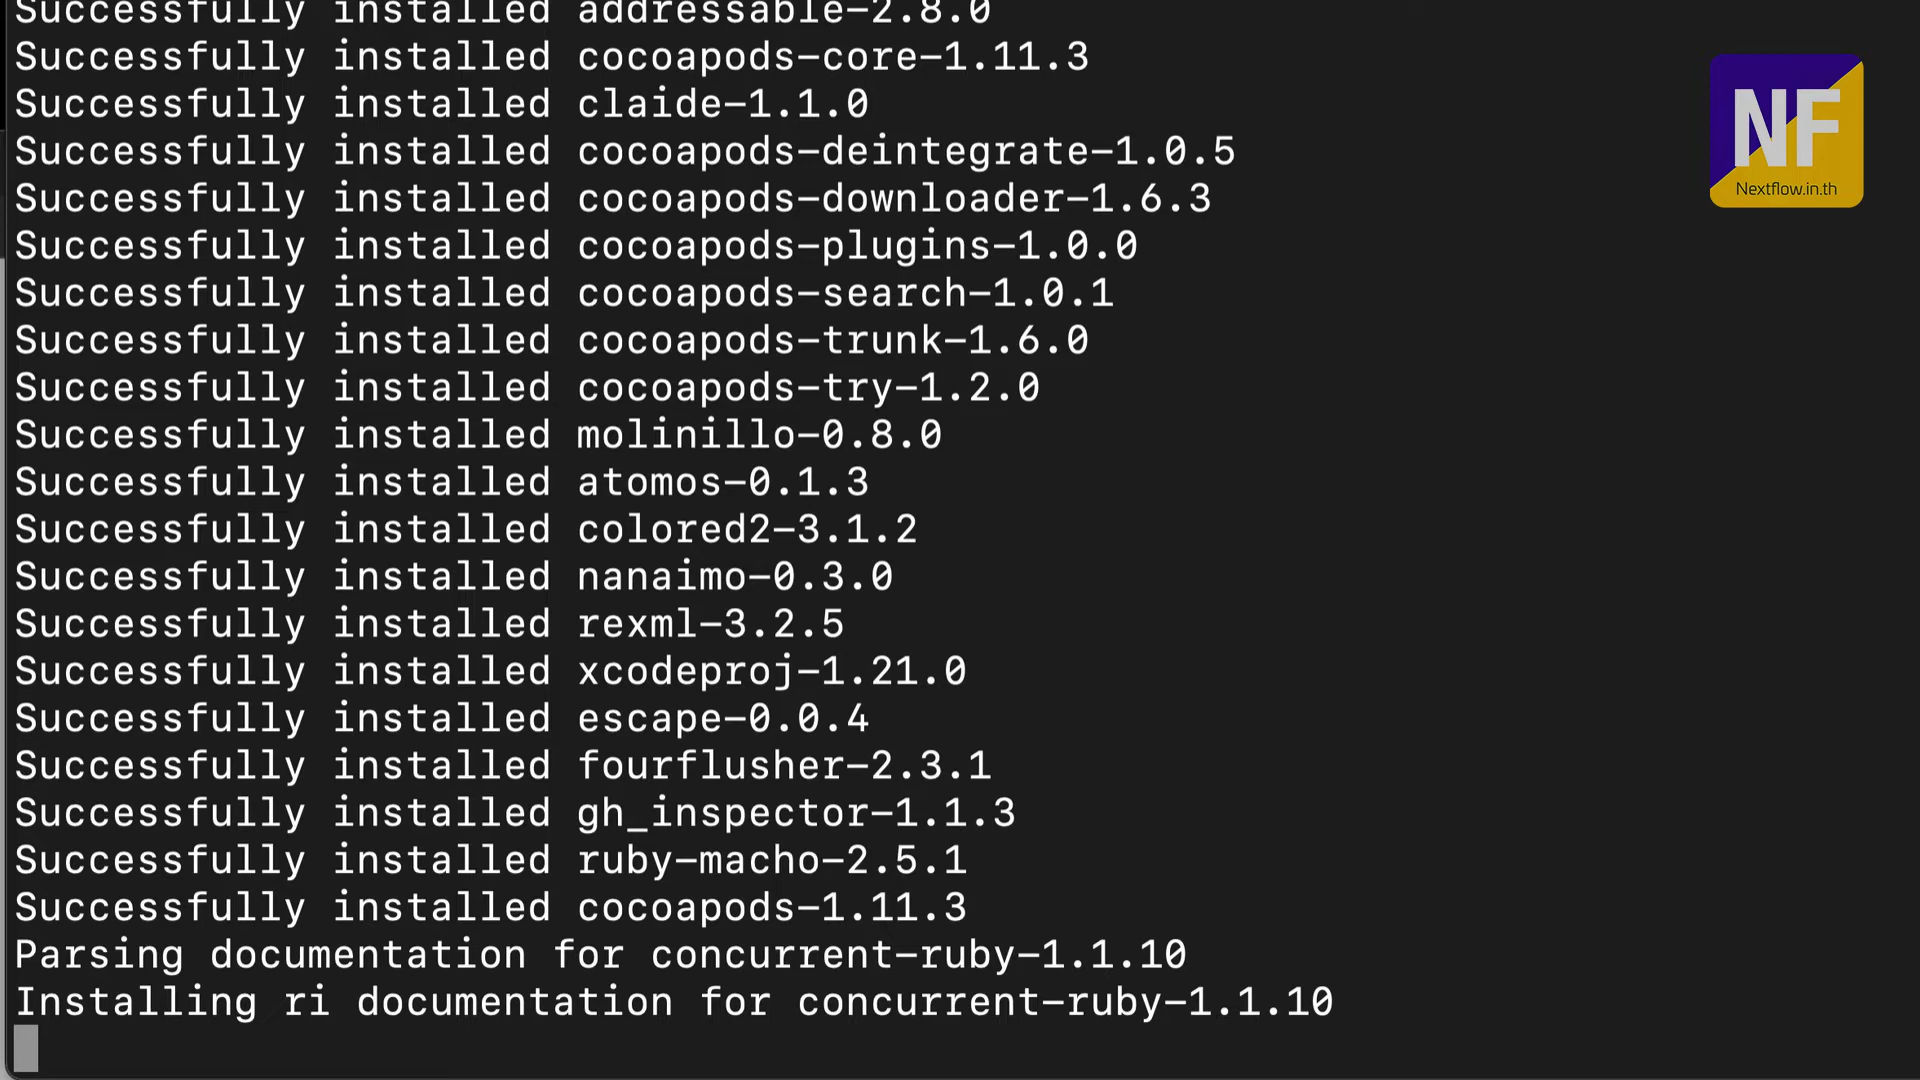 Successfully installed addressable-2.8.0
Successfully installed cocoapods-core-1.11.3
Successfully installed claide-1.1.0
Successfully installed cocoapods-deintegrate-1.0.5
Successfully installed cocoapods-downloader-1.6.3
Successfully installed cocoapods-plugins-1.0.0
Successfully installed cocoapods-search-1.0.1
Successfully installed cocoapods-trunk-1.6.0
Successfully installed cocoapods-try-1.2.0
Successfully installed molinillo-0.8.0
Successfully installed atomos-0.1.3
Successfully installed colored2-3.1.2
Successfully installed nanaimo-0.3.0
Successfully installed rexml-3.2.5
Successfully installed xcodeproj-1.21.0
Successfully installed escape-0.0.4
Successfully installed fourflusher-2.3.1
Successfully installed gh_inspector-1.1.3
Successfully installed ruby-macho-2.5.1
Successfully installed cocoapods-1.11.3
Parsing documentation for concurrent-ruby-1.1.10
Installing ri documentation for concurrent-ruby-1.1.10
NF
Nextflow.in.th